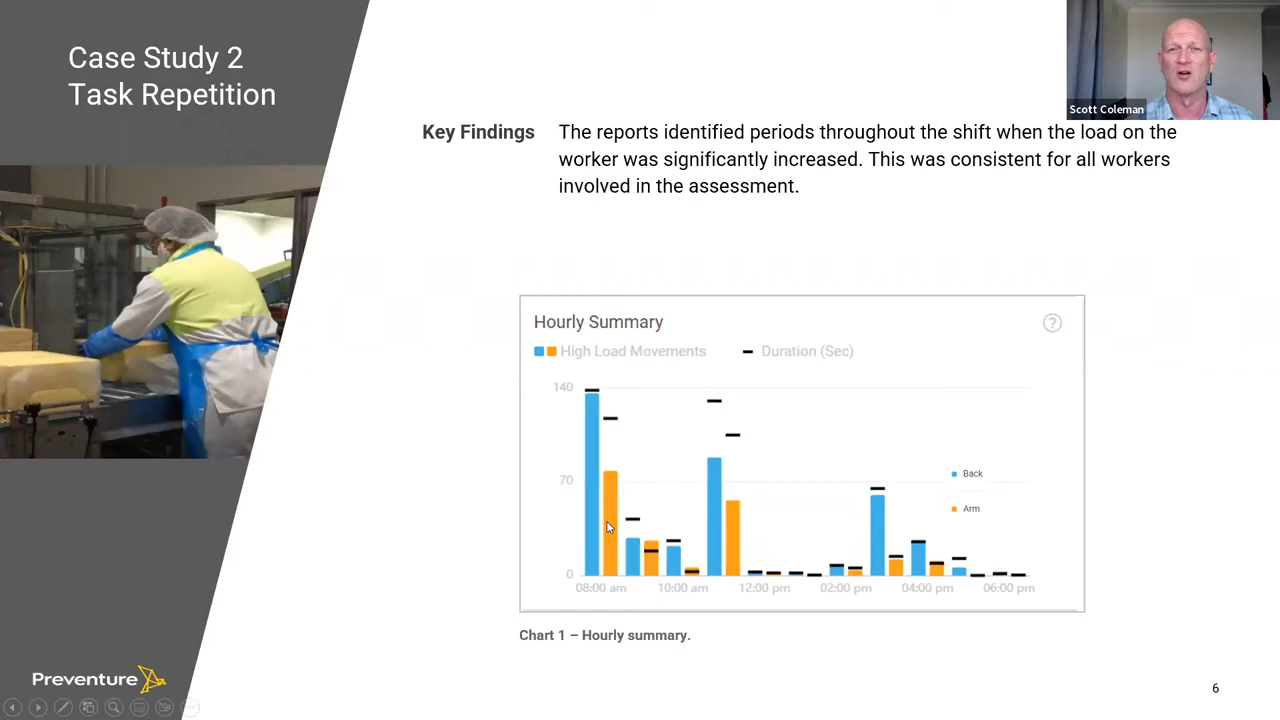 Case Study 2
Task Repetition
Scott Coleman
Key Findings
The reports identified periods throughout the shift when the load on the
worker was significantly increased. This was consistent for all workers
involved in the assessment.
Hourly Summary
?
High Load Movements
Duration (Sec)
140
70
0
Back
Arm
08:00 am 10:00 am 12:00 pm 02:00 pm 04:00 pm 06:00 pm
Chart 1 – Hourly summary.
Preventure
6